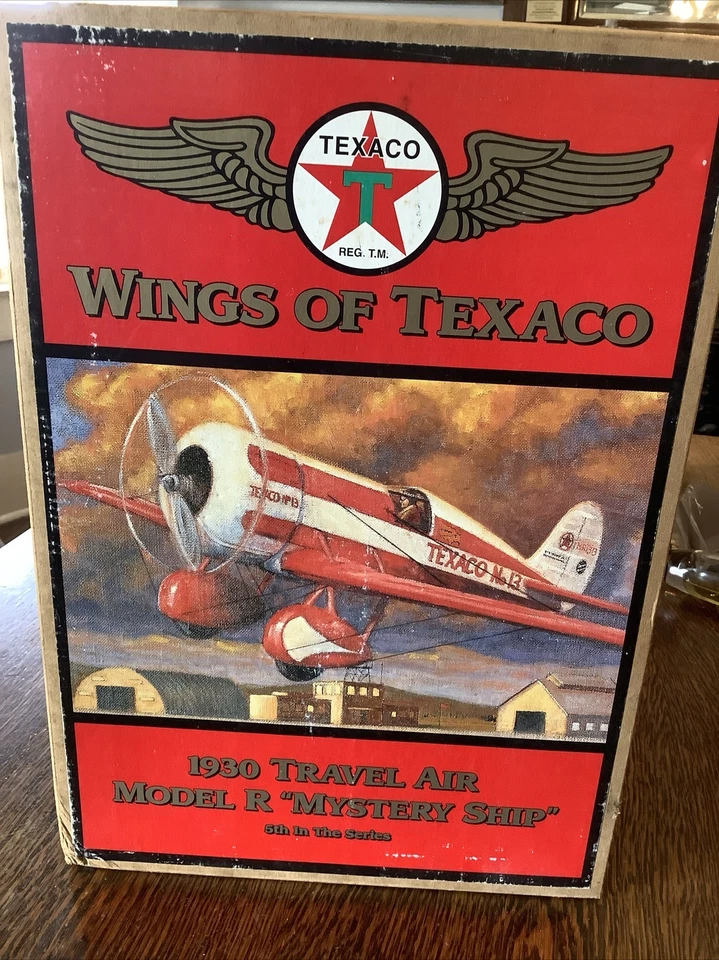 TEXACO
T
REG. T.M.
WINGS OF TEXACO
TEXACO Nº 13
TEXACO No. 13
1930 TRAVEL AIR
MODEL R "MYSTERY SHIP"
5th In The Series